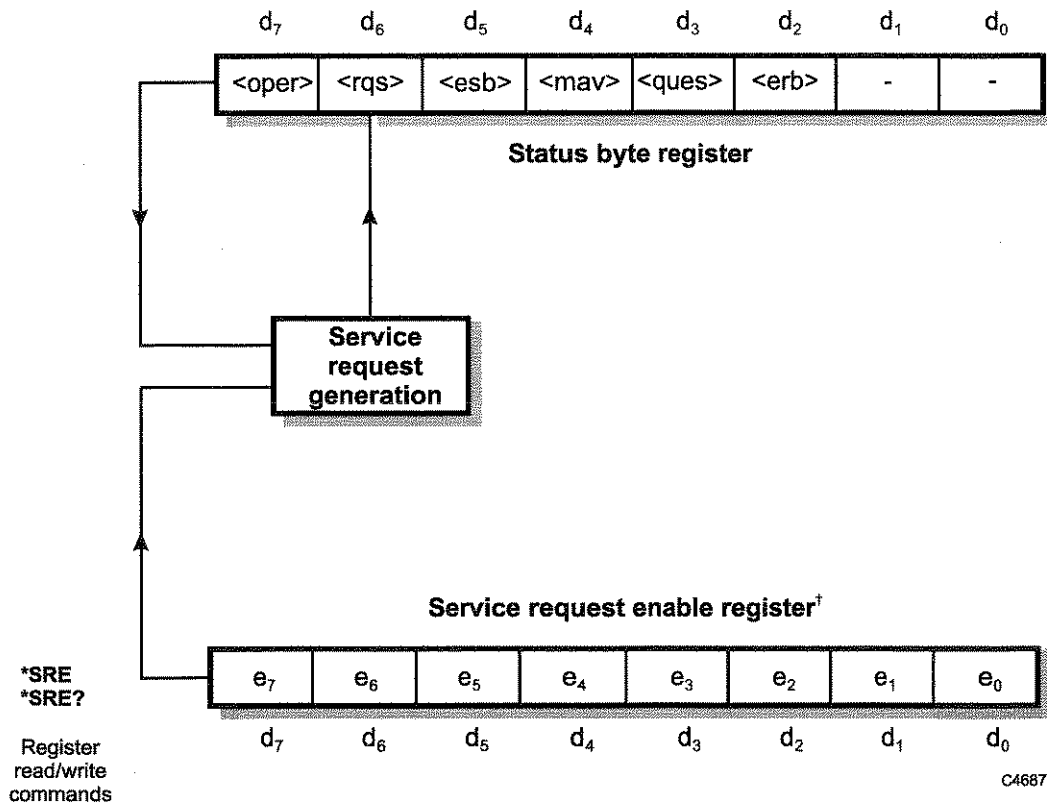 d7 d6 d5 d4 d3 d2 d1 d0
<oper> <rqs> <esb> <mav> <ques> <erb> - -
Status byte register
Service
request
generation
Service request enable register†
*SRE
*SRE?
e7 e6 e5 e4 e3 e2 e1 e0
d7 d6 d5 d4 d3 d2 d1 d0
Register
read/write
commands
C4687